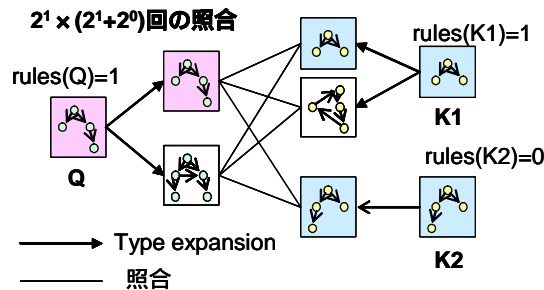 2¹ × (2¹+2⁰)回の照合
rules(K1)=1
rules(Q)=1
K1
rules(K2)=0
Q
Type expansion
K2
照合